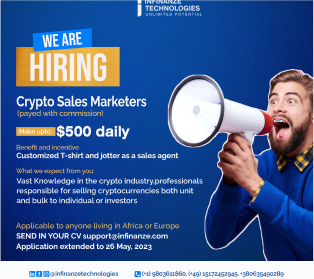 INFINANZE
TECHNOLOGIES
UNLIMITED POTENTIAL
WE ARE
HIRING
Crypto Sales Marketers
(payed with commission)
Make upto $500 daily
Benefit and incentive
Customized T-shirt and jotter as a sales agent
What we expect from you
Vast Knowledge in the crypto industry,professionals
responsible for selling cryptocurrencies both unit
and bulk to individual or investors
Applicable to anyone living in Africa or Europe
SEND IN YOUR CV support@infinanze.com
Application extended to 26 May, 2023
@infinanzetechnologies (+1) 9803611860, (+49) 15172452945, +380635490289